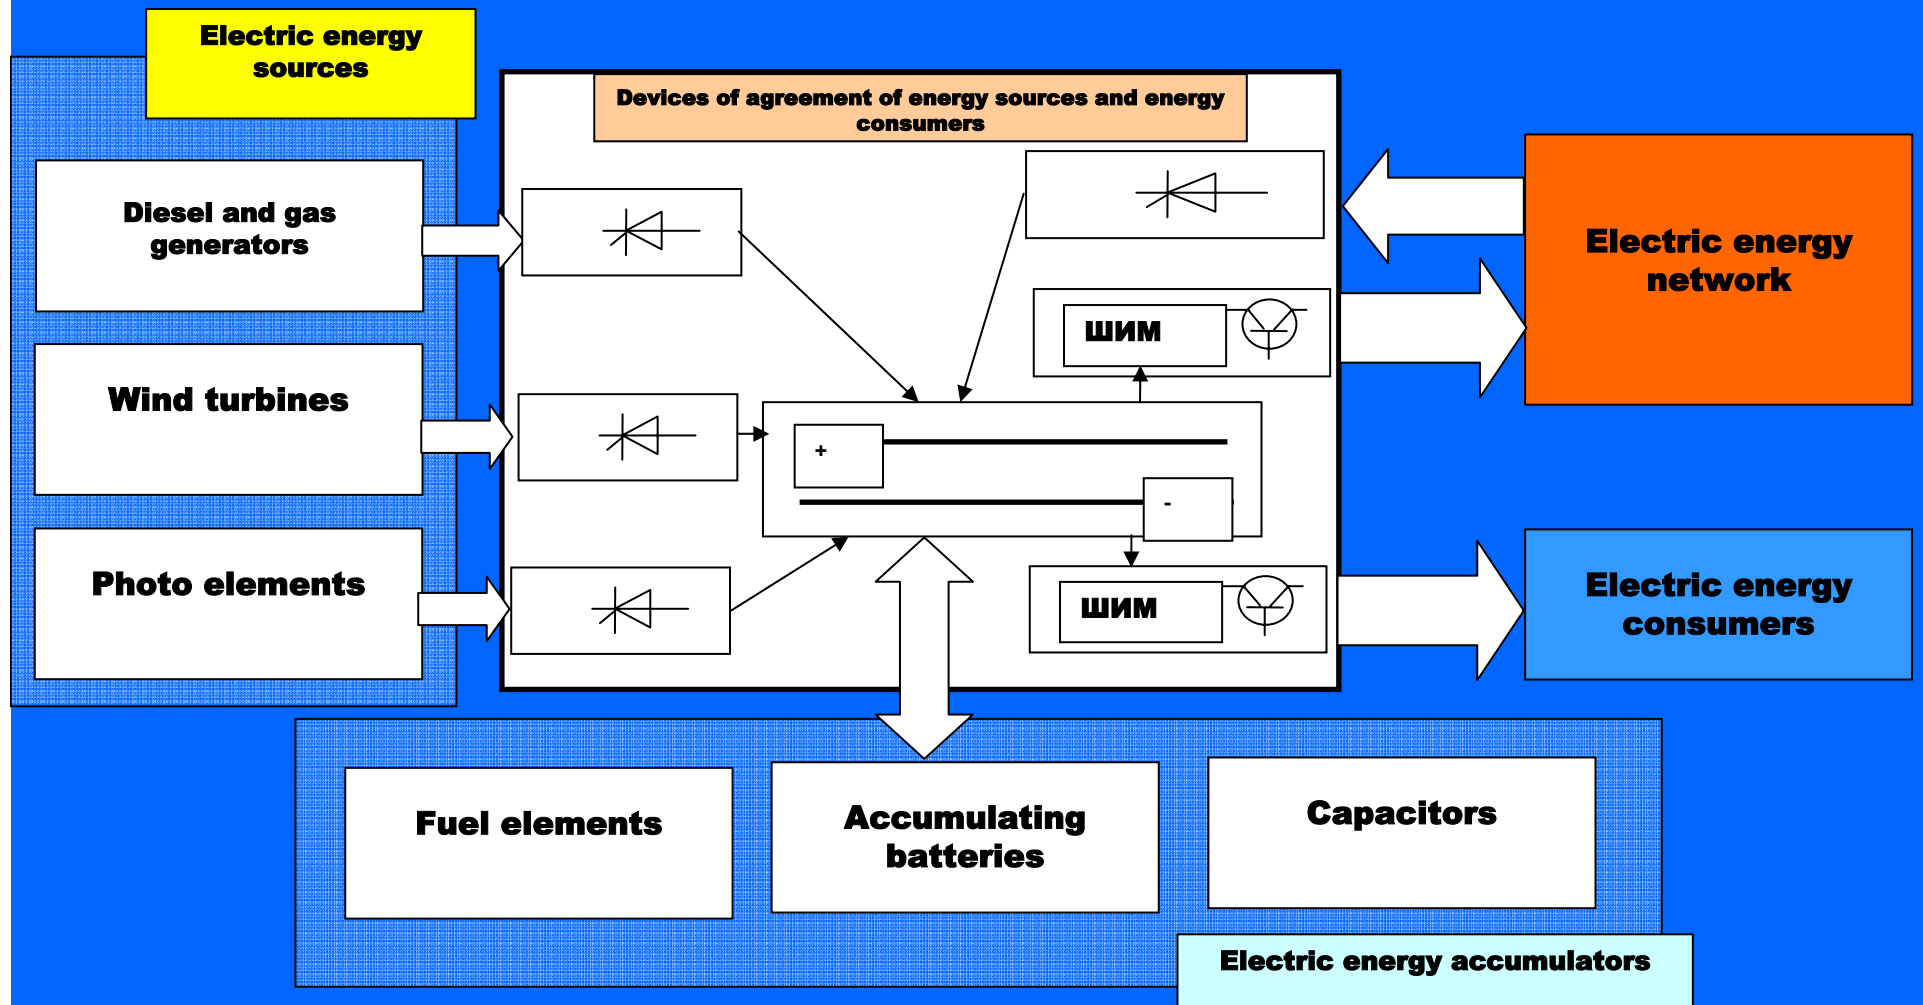 Electric energy
sources
Devices of agreement of energy sources and energy
consumers
Diesel and gas
generators
Electric energy
network
ШИМ
Wind turbines
+
-
Photo elements
ШИМ
Electric energy
consumers
Fuel elements
Accumulating
batteries
Capacitors
Electric energy accumulators